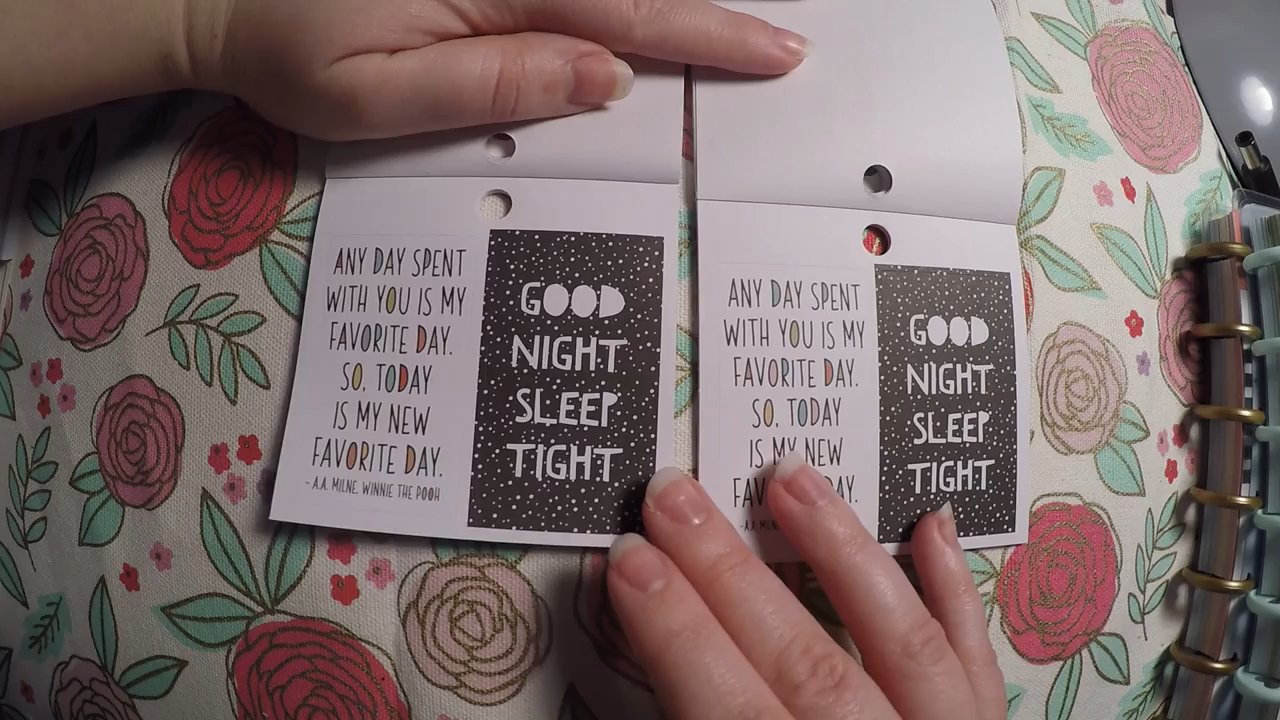 ANY DAY SPENT
WITH YOU IS MY
FAVORITE DAY.
SO, TODAY
IS MY NEW
FAVORITE DAY.
- A.A. MILNE, WINNIE THE POOH
GOOD
NIGHT
SLEEP
TIGHT
ANY DAY SPENT
WITH YOU IS MY
FAVORITE DAY.
SO, TODAY
IS MY NEW
GOOD
NIGHT
SLEEP
TIGHT